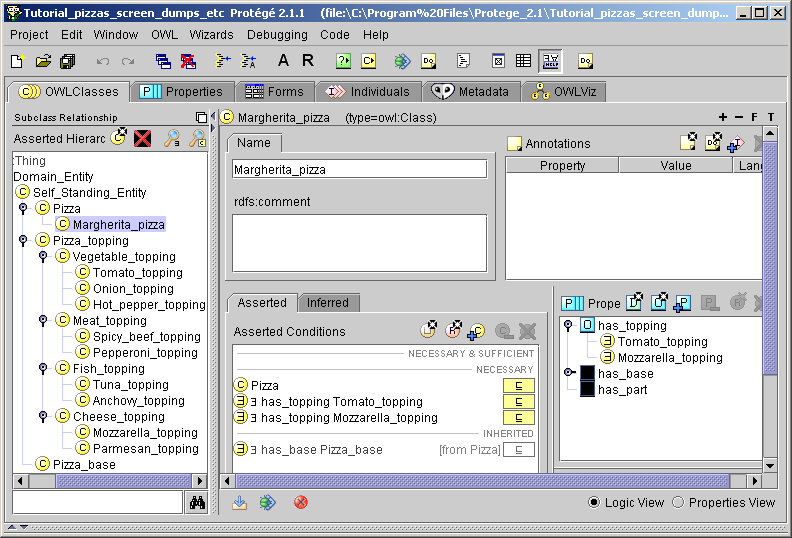 Tutorial_pizzas_screen_dumps_etc Protégé 2.1.1 (file:\C:\Program%20Files\Protege_2.1\Tutorial_pizzas_screen_dump...
Project Edit Window OWL Wizards Debugging Code Help
OWLClasses Properties Forms Individuals Metadata OWLViz
Subclass Relationship
Asserted Hierarc
Margherita_pizza (type=owl:Class)
+ − F T
:Thing
Domain_Entity
Self_Standing_Entity
Pizza
Margherita_pizza
Pizza_topping
Vegetable_topping
Tomato_topping
Onion_topping
Hot_pepper_topping
Meat_topping
Spicy_beef_topping
Pepperoni_topping
Fish_topping
Tuna_topping
Anchovy_topping
Cheese_topping
Mozzarella_topping
Parmesan_topping
Pizza_base
Name
Margherita_pizza
rdfs:comment
Annotations
Property Value Lan
Asserted Inferred
Asserted Conditions
NECESSARY & SUFFICIENT
NECESSARY
Pizza ⊑
∃ has_topping Tomato_topping ⊑
∃ has_topping Mozzarella_topping ⊑
INHERITED
∃ has_base Pizza_base [from Pizza] ⊑
Prope
has_topping
Tomato_topping
Mozzarella_topping
has_base
has_part
Logic View Properties View